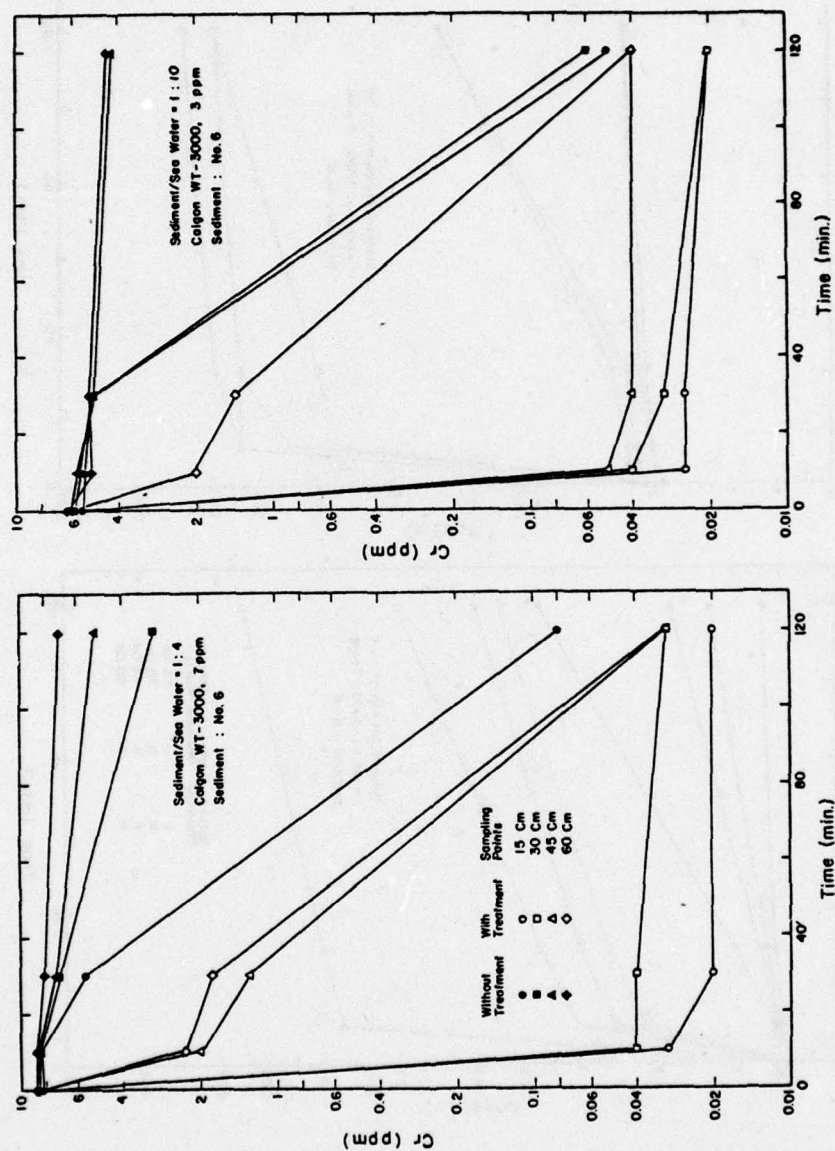 Cr (ppm)
10
6
4
2
1
0.6
0.4
0.2
0.1
0.06
0.04
0.02
0.01
0
40
80
120
Time (min.)
Sediment/Sea Water = 1 : 4
Calgon WT-3000, 7 ppm
Sediment : No. 6
Without Treatment
With Treatment
Sampling Points
15 Cm
30 Cm
45 Cm
60 Cm
Cr (ppm)
10
6
4
2
1
0.6
0.4
0.2
0.1
0.06
0.04
0.02
0.01
0
40
80
120
Time (min.)
Sediment/Sea Water = 1 : 10
Calgon WT-3000, 3 ppm
Sediment : No. 6